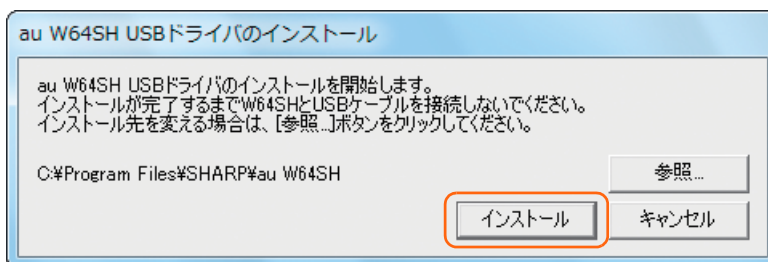 au W64SH USBドライバのインストール
au W64SH USBドライバのインストールを開始します。
インストールが完了するまでW64SHとUSBケーブルを接続しないでください。
インストール先を変える場合は、[参照...]ボタンをクリックしてください。
C:¥Program Files¥SHARP¥au W64SH
参照...
インストール
キャンセル